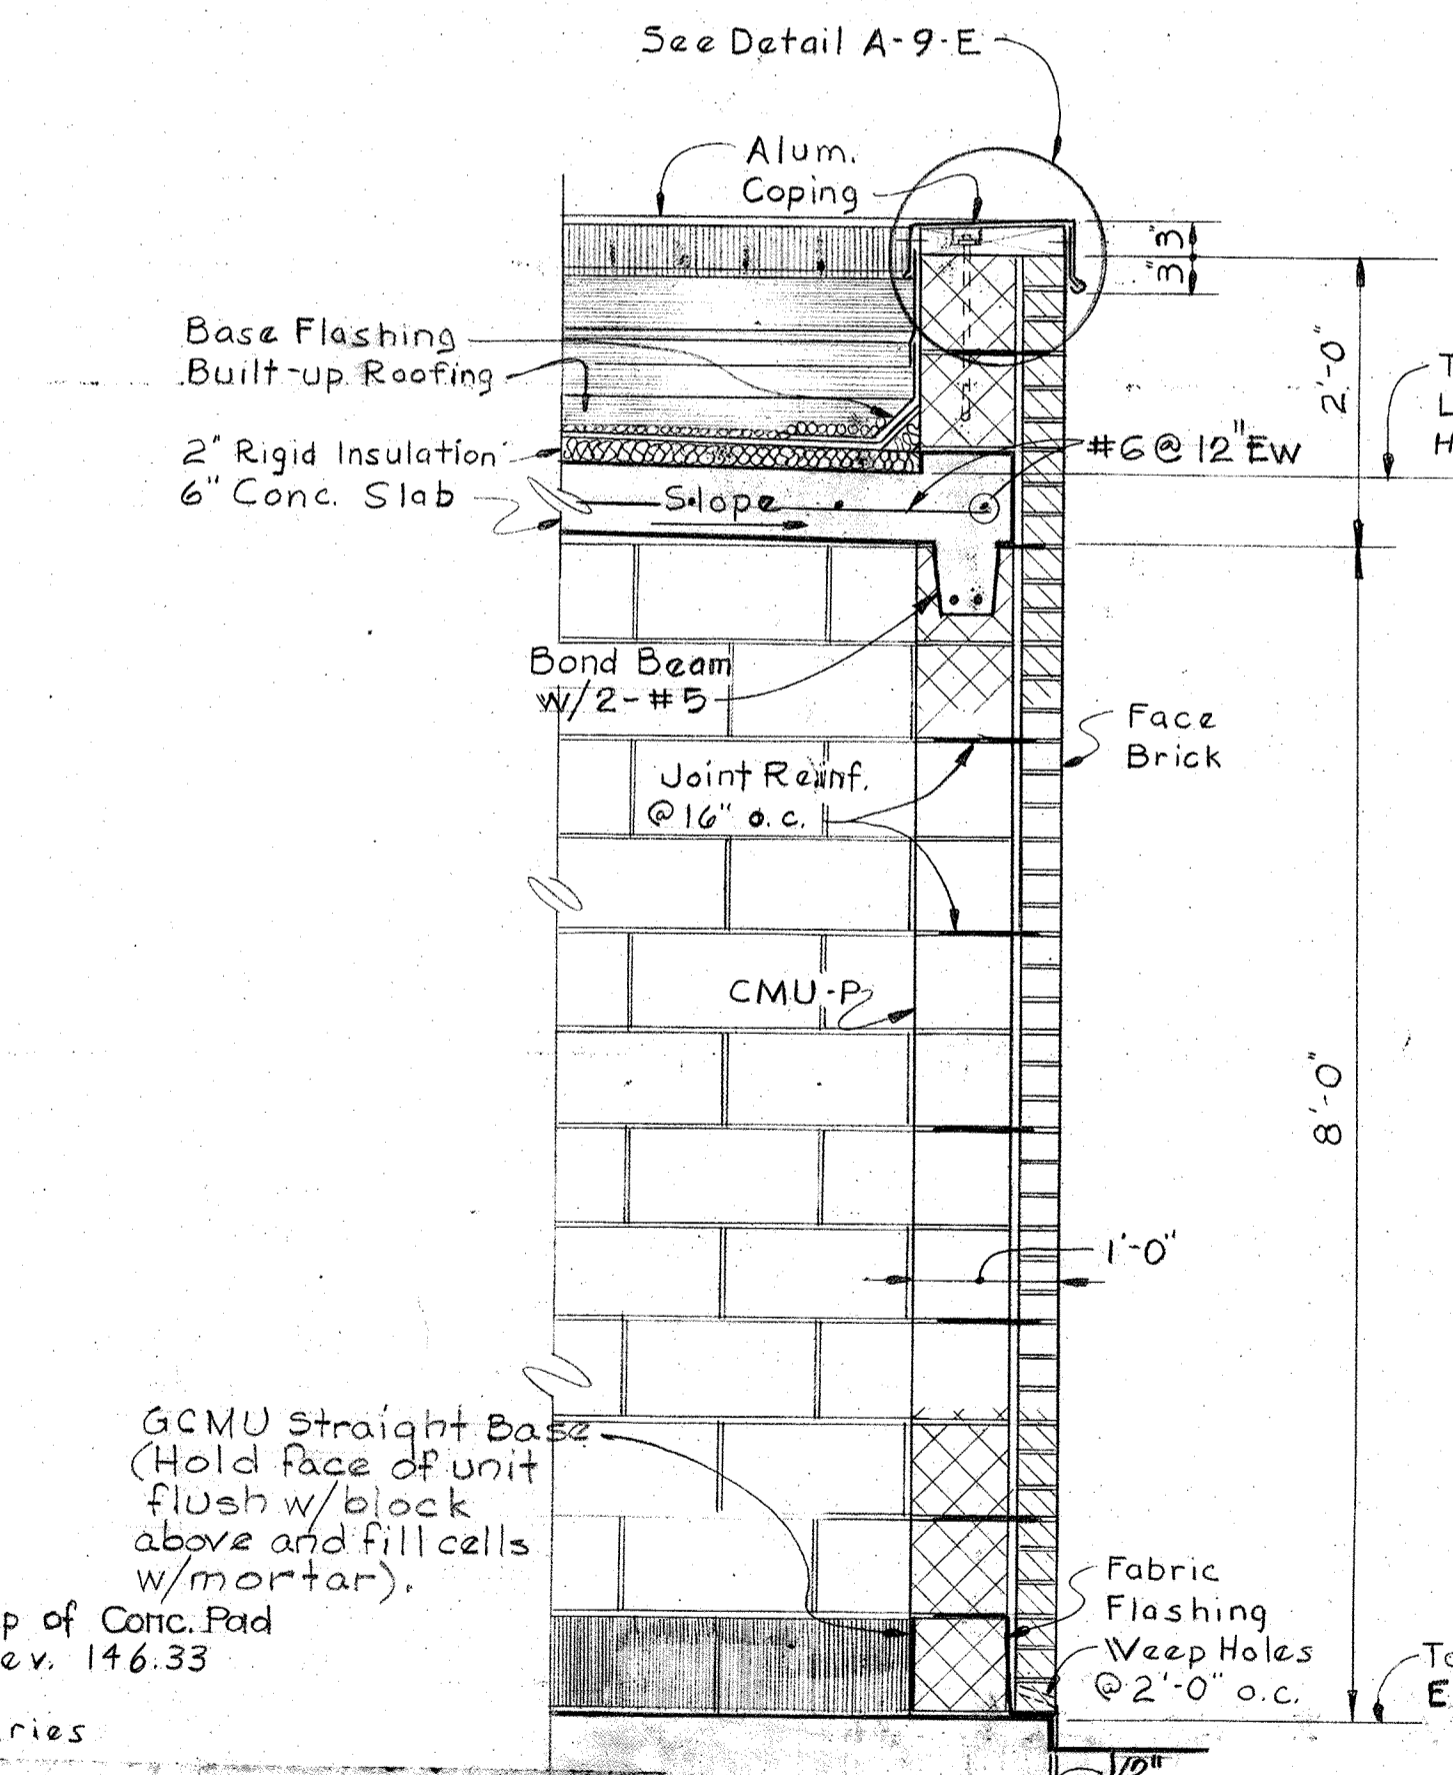 See Detail A-9-E
Alum.
Coping
3"
3"
Base Flashing
Built-up Roofing
2'-0"
2" Rigid Insulation
6" Conc. Slab
#6 @ 12" EW
Slope
Bond Beam
w/2-#5
Face
Brick
Joint Reinf.
@ 16" o.c.
CMU-P
8'-0"
1'-0"
GCMU Straight Base
(Hold face of unit
flush w/block
above and fill cells
w/mortar).
p of Conc. Pad
ev. 146.33
ries
Fabric
Flashing
Weep Holes
@ 2'-0" o.c.
E